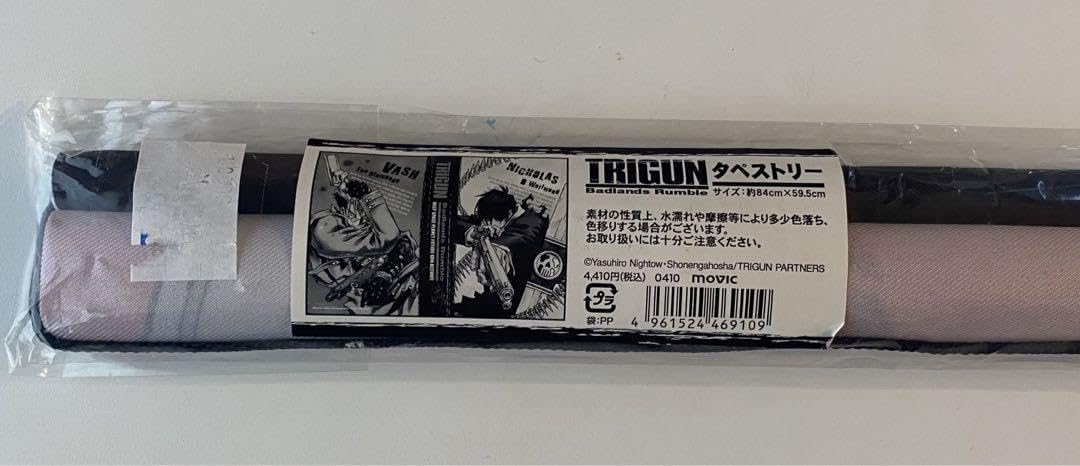 VASH
The Stampede
TRIGUN
Badlands Rumble
NICHOLAS
D Wolfwood
TRIGUN タペストリー
Badlands Rumble サイズ:約84cm×59.5cm
素材の性質上、水濡れや摩擦等により多少色落ち、
色移りする場合がございます。
お取り扱いには十分ご注意ください。
©Yasuhiro Nightow・Shonengahosha/TRIGUN PARTNERS
4,410円(税込) 0410 movic
プラ
袋:PP
4 961524 469109